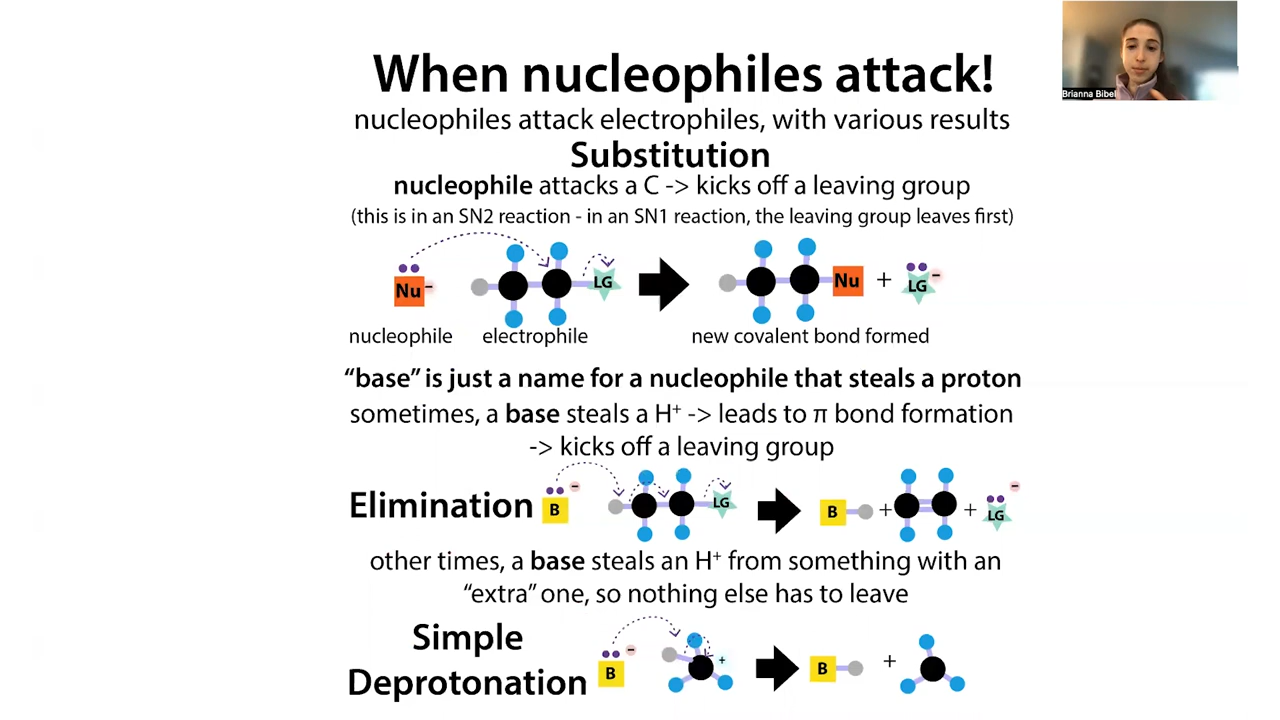 Brianna Bibel
When nucleophiles attack!
nucleophiles attack electrophiles, with various results
Substitution
nucleophile attacks a C -> kicks off a leaving group
(this is in an SN2 reaction - in an SN1 reaction, the leaving group leaves first)
Nu – LG Nu + LG –
nucleophile electrophile new covalent bond formed
“base” is just a name for a nucleophile that steals a proton
sometimes, a base steals a H⁺ -> leads to π bond formation
-> kicks off a leaving group
Elimination B – LG B + + LG –
other times, a base steals an H⁺ from something with an
“extra” one, so nothing else has to leave
Simple
Deprotonation B – + B +